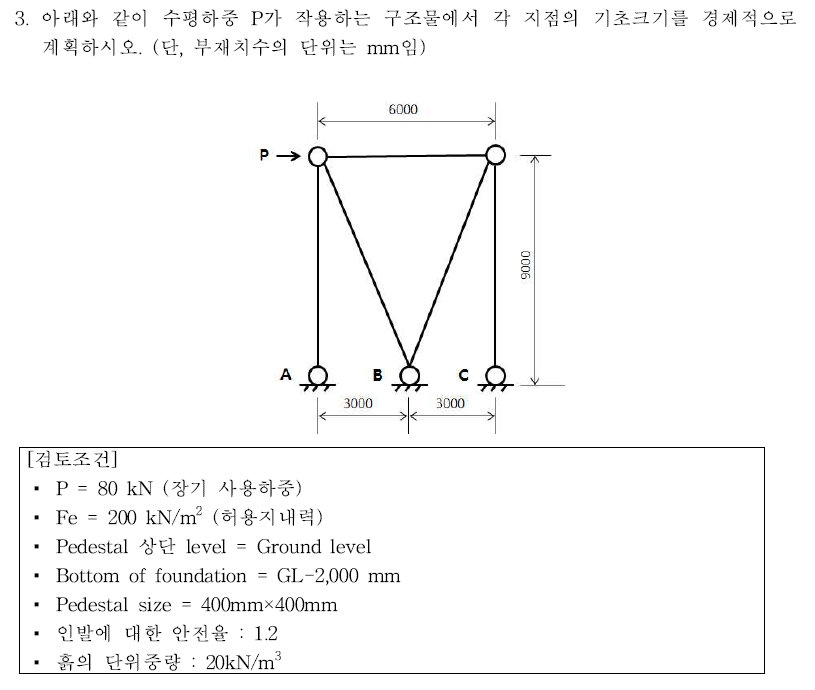 3. 아래와 같이 수평하중 P가 작용하는 구조물에서 각 지점의 기초크기를 경제적으로
계획하시오. (단, 부재치수의 단위는 mm임)
6000
P
9000
A
B
C
3000
3000
[검토조건]
▪ P = 80 kN (장기 사용하중)
▪ Fe = 200 kN/m² (허용지내력)
▪ Pedestal 상단 level = Ground level
▪ Bottom of foundation = GL-2,000 mm
▪ Pedestal size = 400mm×400mm
▪ 인발에 대한 안전율 : 1.2
▪ 흙의 단위중량 : 20kN/m³